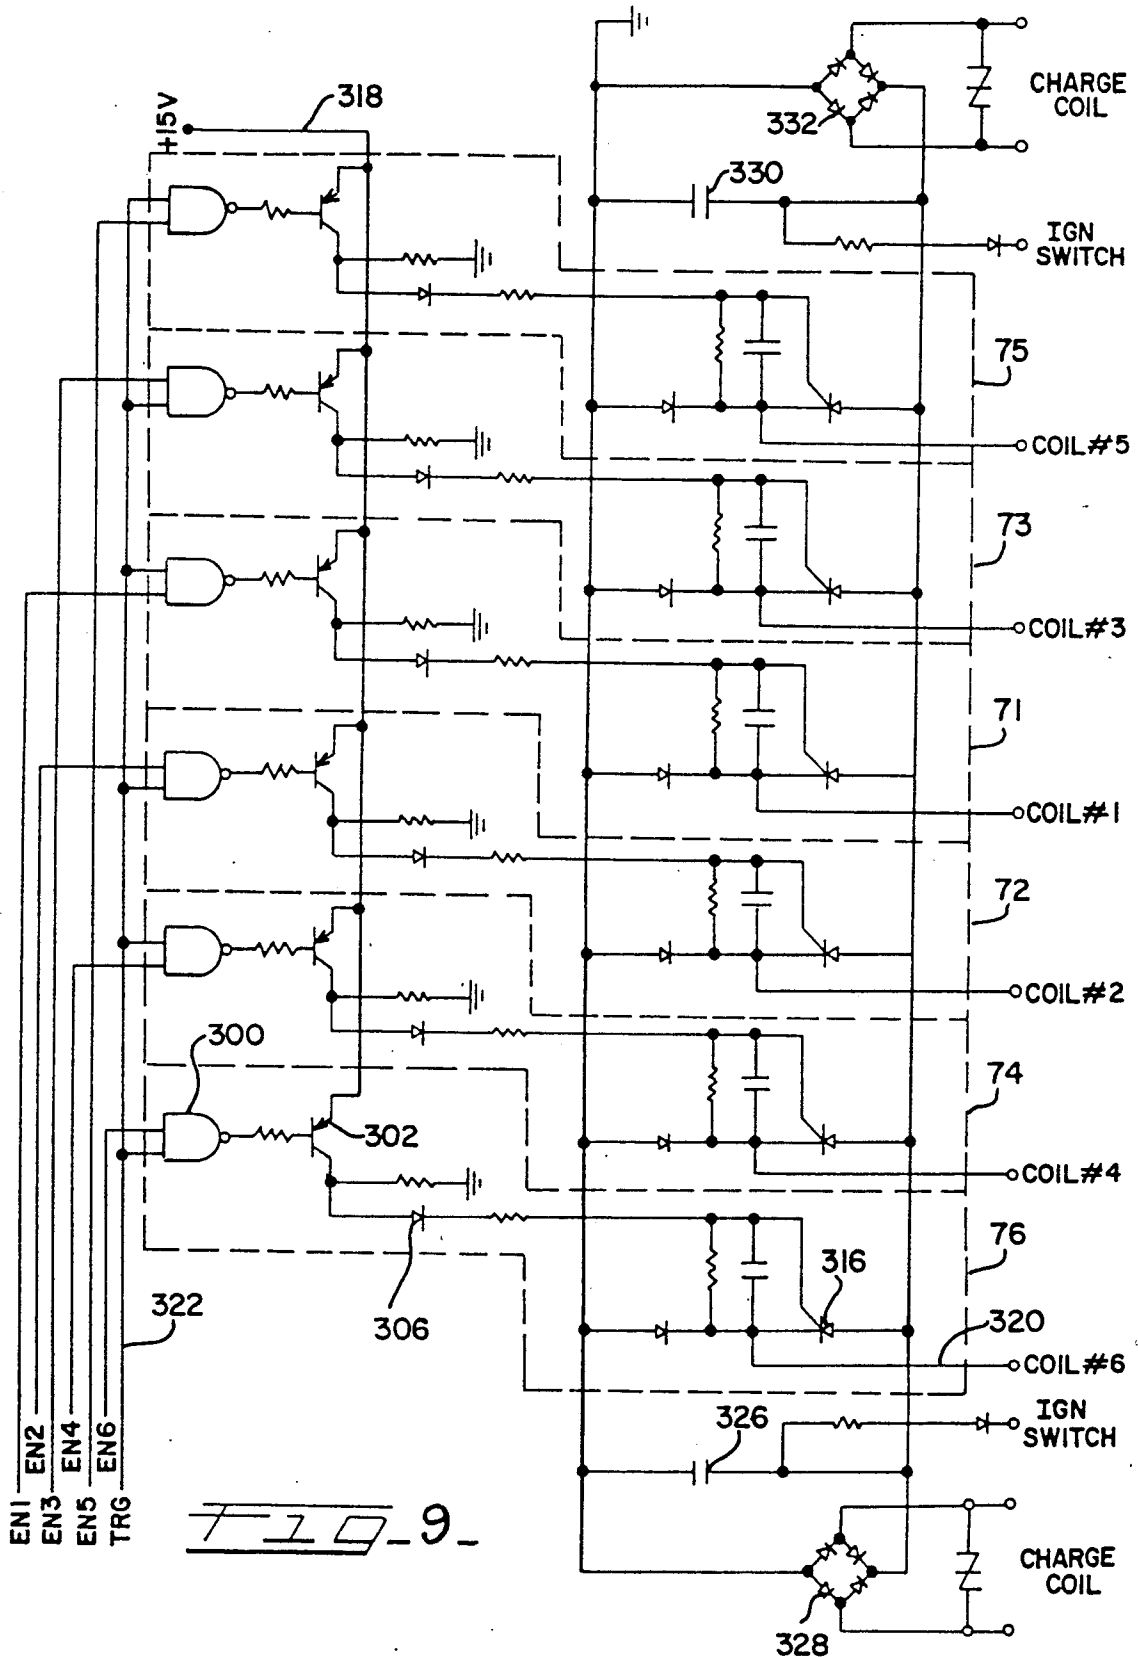 +15V
318
332
CHARGE
COIL
330
IGN
SWITCH
75
COIL#5
73
COIL#3
71
COIL#1
72
COIL#2
300
302
74
COIL#4
306
316
76
322
320
COIL#6
326
IGN
SWITCH
EN1
EN2
EN3
EN4
EN5
EN6
TRG
Fig-9-
328
CHARGE
COIL